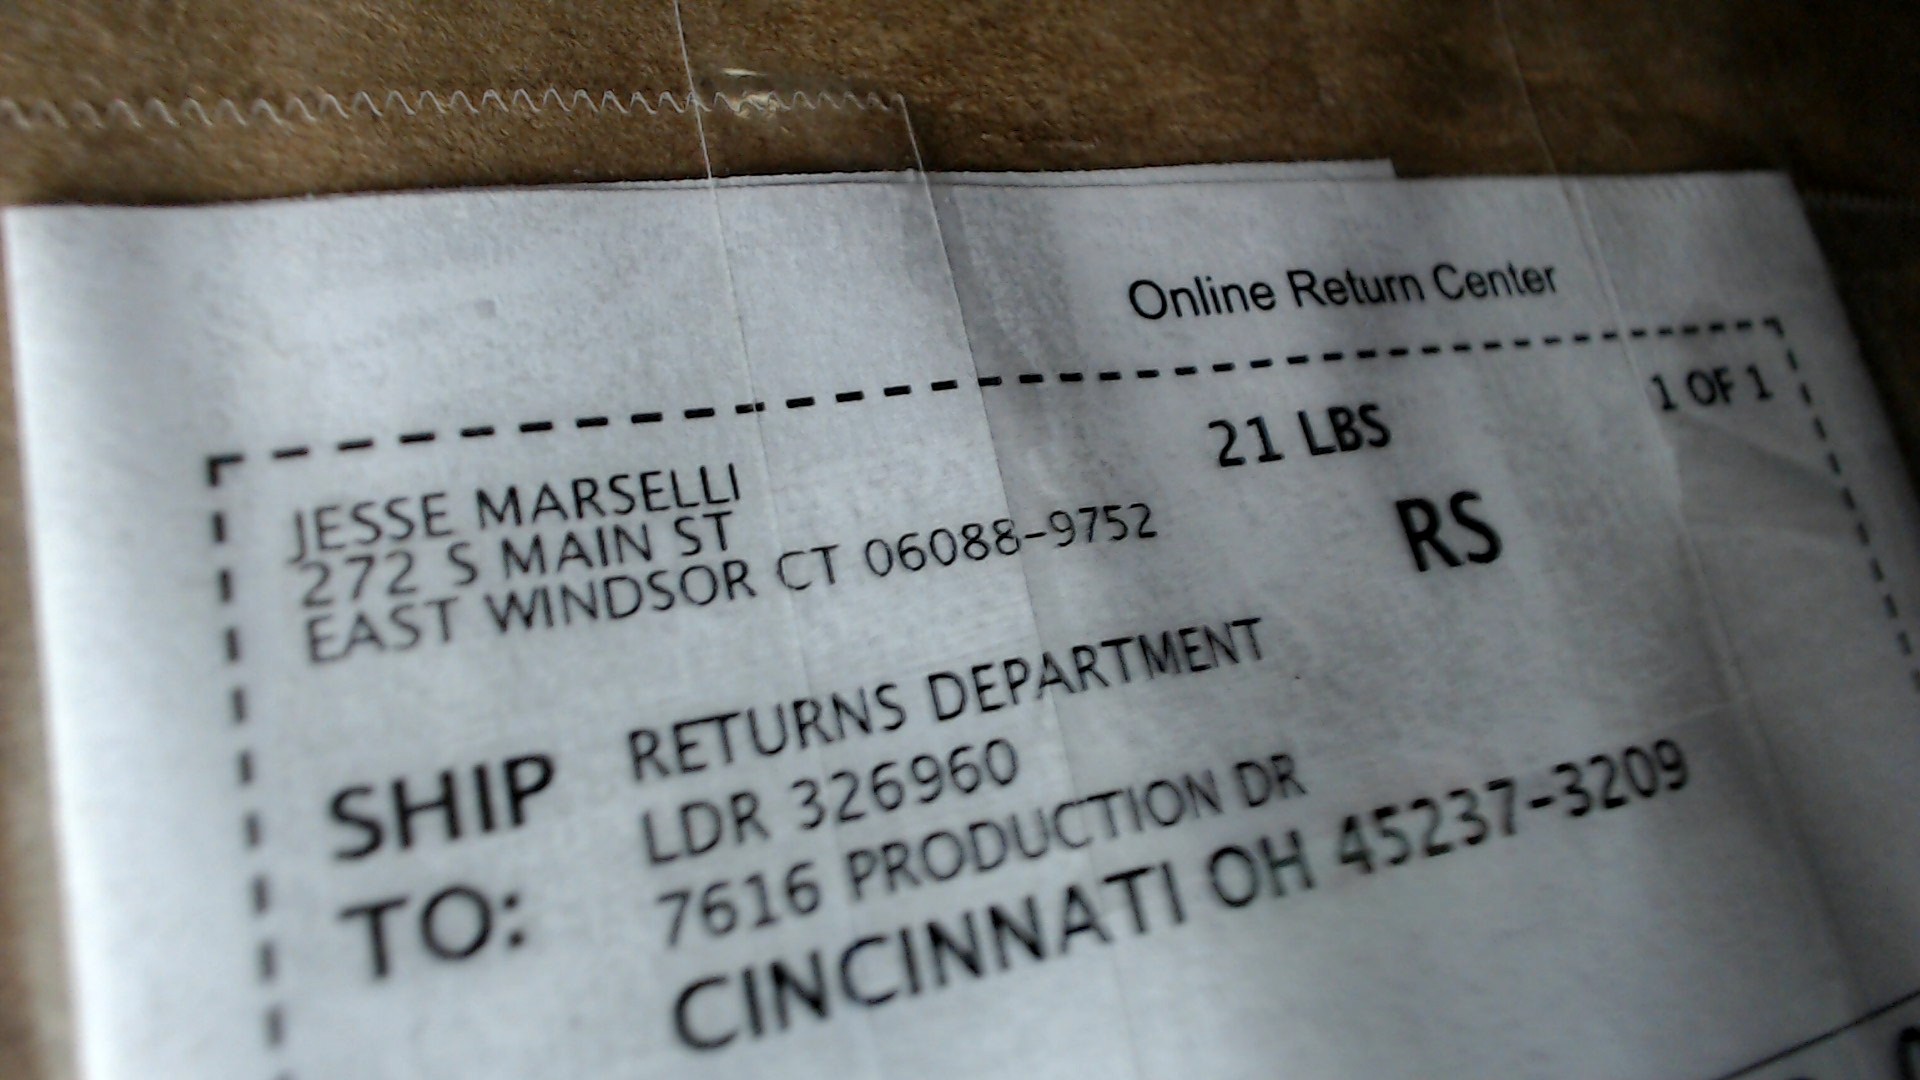 Online Return Center
1 OF 1
21 LBS
JESSE MARSELLI
272 S MAIN ST
EAST WINDSOR CT 06088-9752
RS
SHIP TO:
RETURNS DEPARTMENT
LDR 326960
7616 PRODUCTION DR
CINCINNATI OH 45237-3209